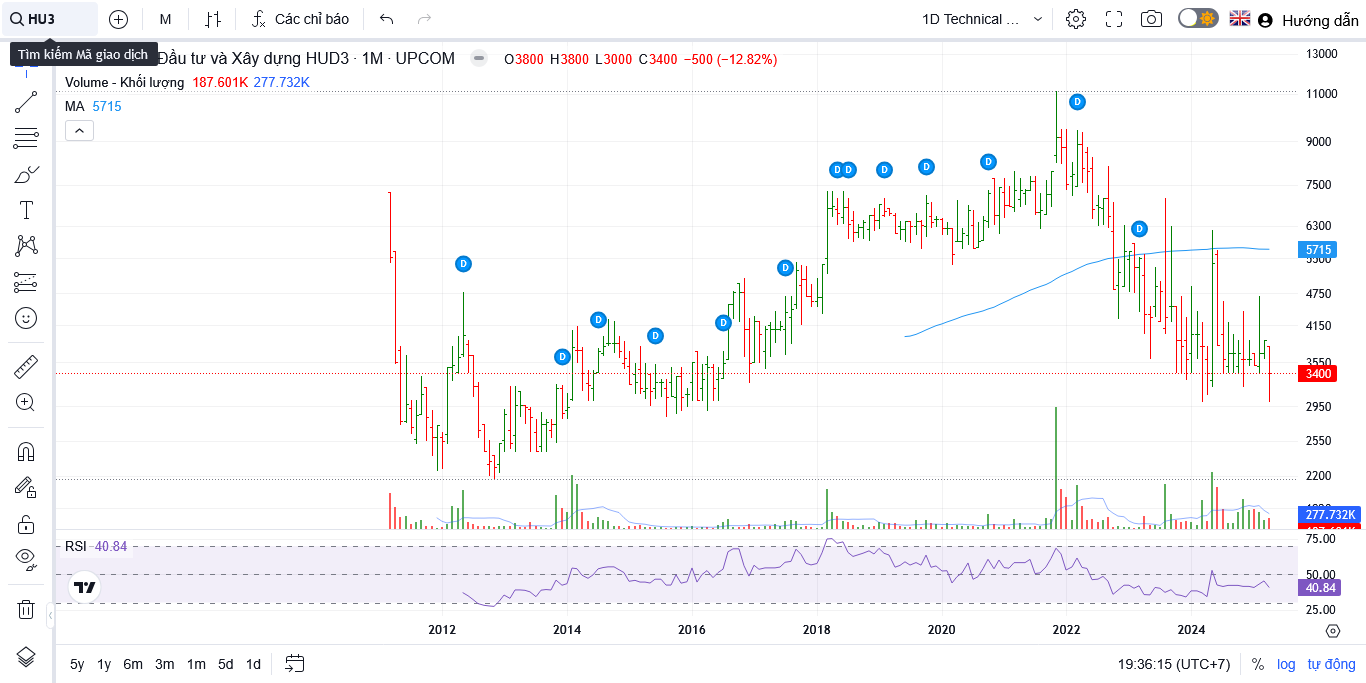 HU3
M
Các chỉ báo
1D Technical ...
Hướng dẫn
Tìm kiếm Mã giao dịch
Đầu tư và Xây dựng HUD3 · 1M · UPCOM
O3800 H3800 L3000 C3400 −500 (−12.82%)
Volume - Khối lượng 187.601K 277.732K
MA 5715
13000
11000
9000
7500
6300
5715
4750
4150
3550
3400
2950
2550
2200
277.732K
D
D
D
D
D
D
D
D
D
D
D
D
D
RSI 40.84
75.00
50.00
40.84
25.00
2012 2014 2016 2018 2020 2022 2024
5y 1y 6m 3m 1m 5d 1d
19:36:15 (UTC+7) % log tự động